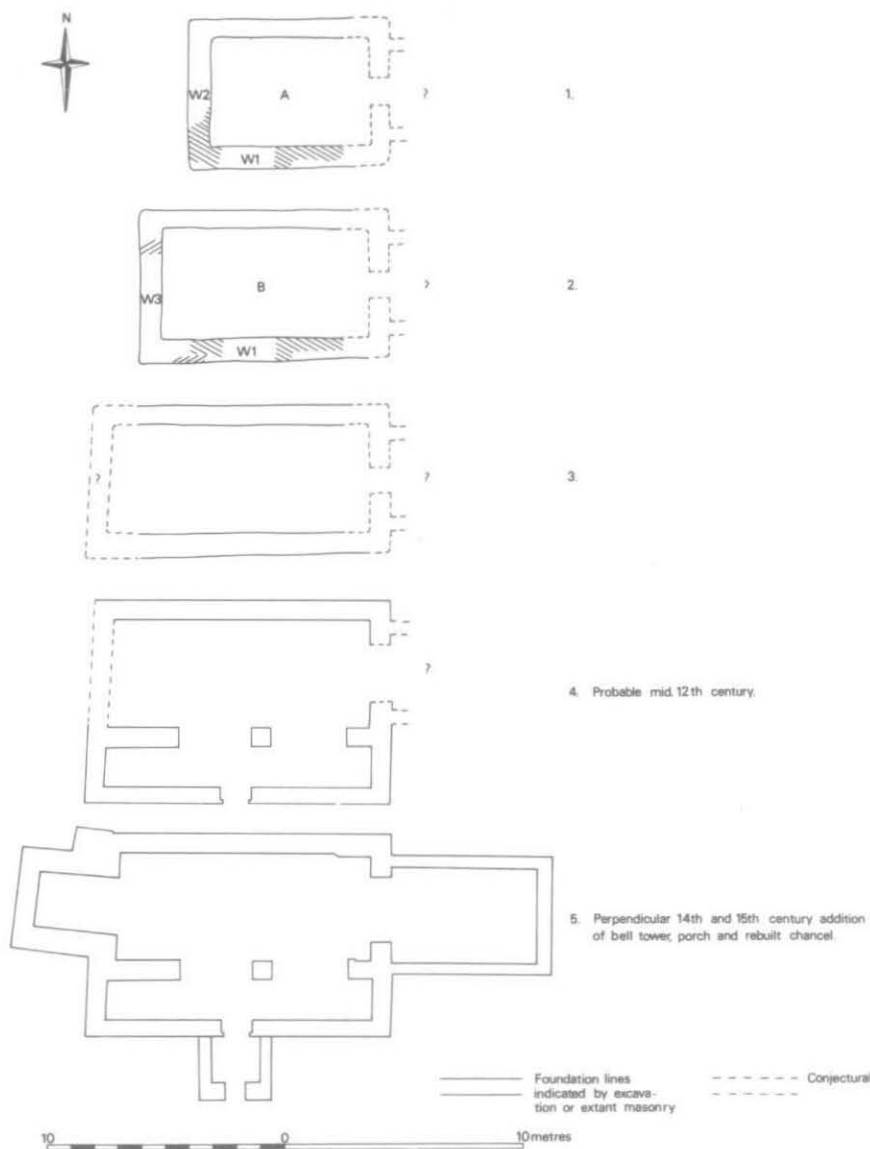 N
W2
A
?
1.
W1
W3
B
?
2.
W1
?
?
3.
?
4. Probable mid. 12th century.
5. Perpendicular 14th and 15th century addition
of bell tower, porch and rebuilt chancel.
Foundation lines
indicated by excava-
tion or extant masonry
Conjectural
10
0
10 metres